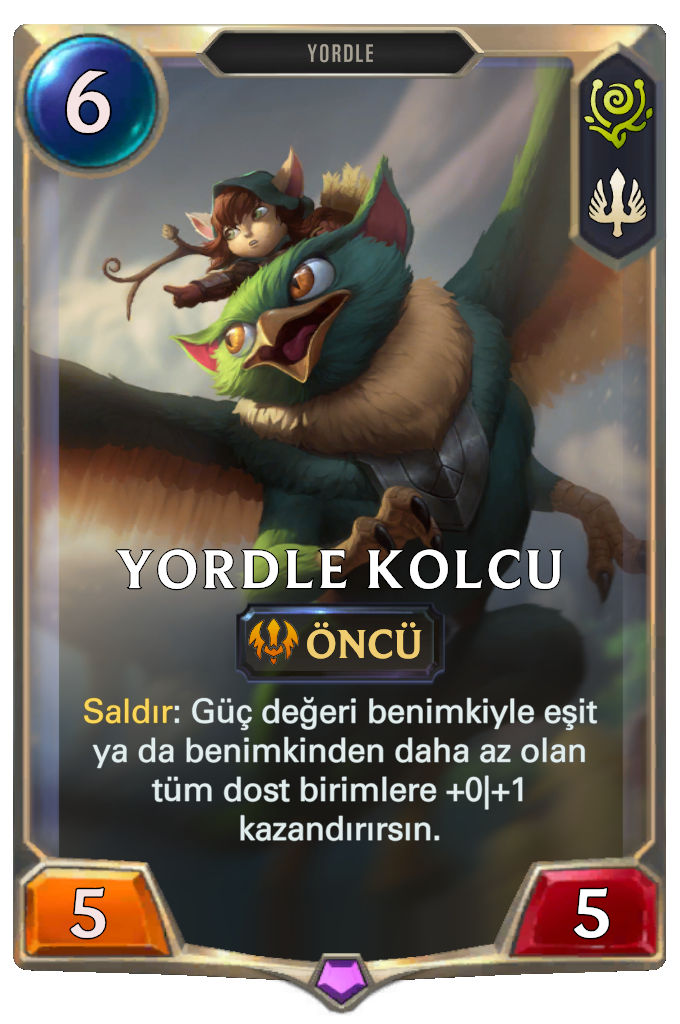 6
YORDLE
YORDLE KOLCU
ÖNCÜ
Saldır: Güç değeri benimkiyle eşit
ya da benimkinden daha az olan
tüm dost birimlere +0|+1
kazandırırsın.
5
5